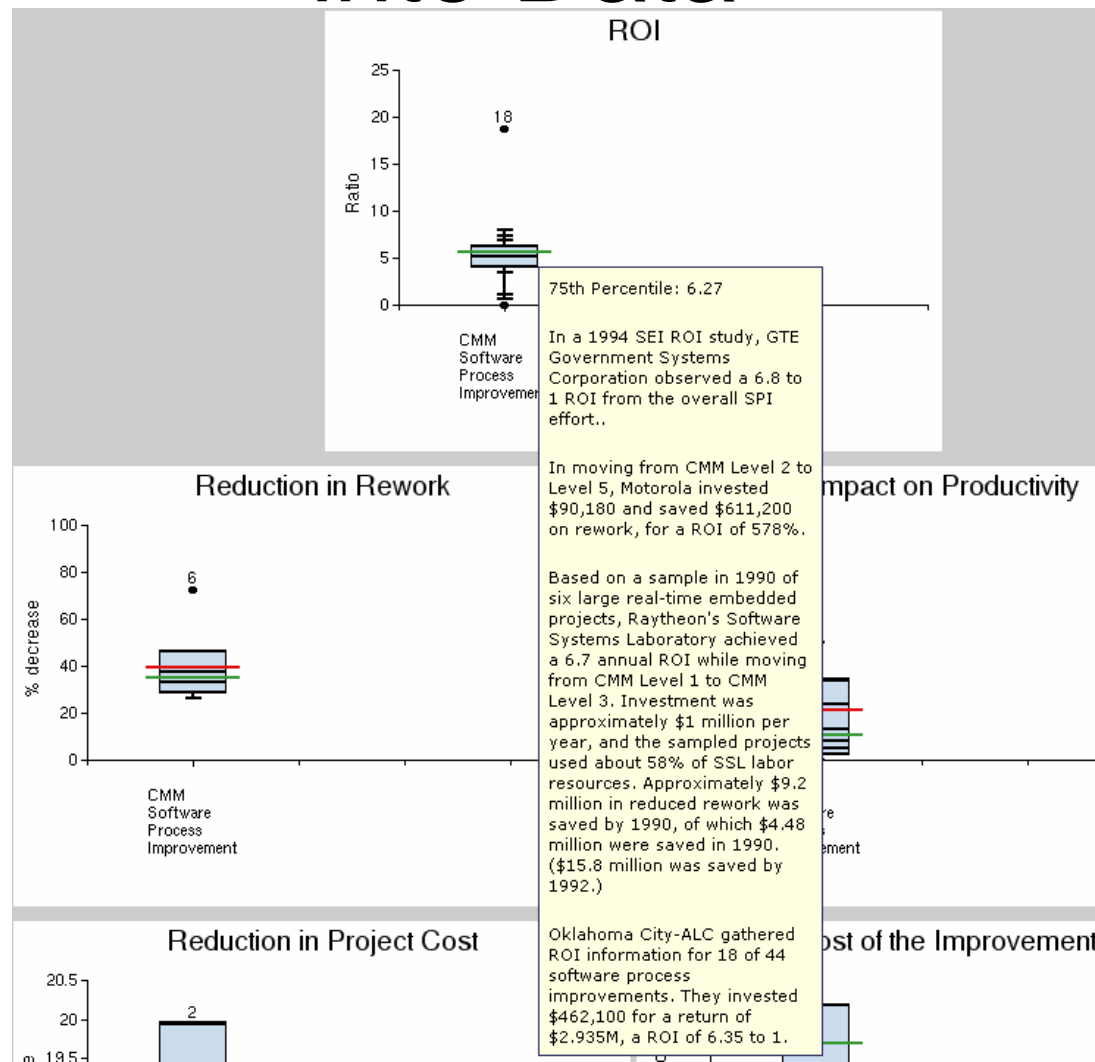 ROI
25
20
15
10
5
0
Ratio
18
CMM
Software
Process
75th Percentile: 6.27
In a 1994 SEI ROI study, GTE
Government Systems
Corporation observed a 6.8 to
1 ROI from the overall SPI
effort..
In moving from CMM Level 2 to
Level 5, Motorola invested
$90,180 and saved $611,200
on rework, for a ROI of 578%.
Based on a sample in 1990 of
six large real-time embedded
projects, Raytheon's Software
Systems Laboratory achieved
a 6.7 annual ROI while moving
from CMM Level 1 to CMM
Level 3. Investment was
approximately $1 million per
year, and the sampled projects
used about 58% of SSL labor
resources. Approximately $9.2
million in reduced rework was
saved by 1990, of which $4.48
million were saved in 1990.
($15.8 million was saved by
1992.)
Oklahoma City-ALC gathered
ROI information for 18 of 44
software process
improvements. They invested
$462,100 for a return of
$2.935M, a ROI of 6.35 to 1.
Reduction in Rework
100
80
60
40
20
0
% decrease
6
CMM
Software
Process
Improvement
on Productivity
Reduction in Project Cost
20.5
20
19.5
2
of the Improvement